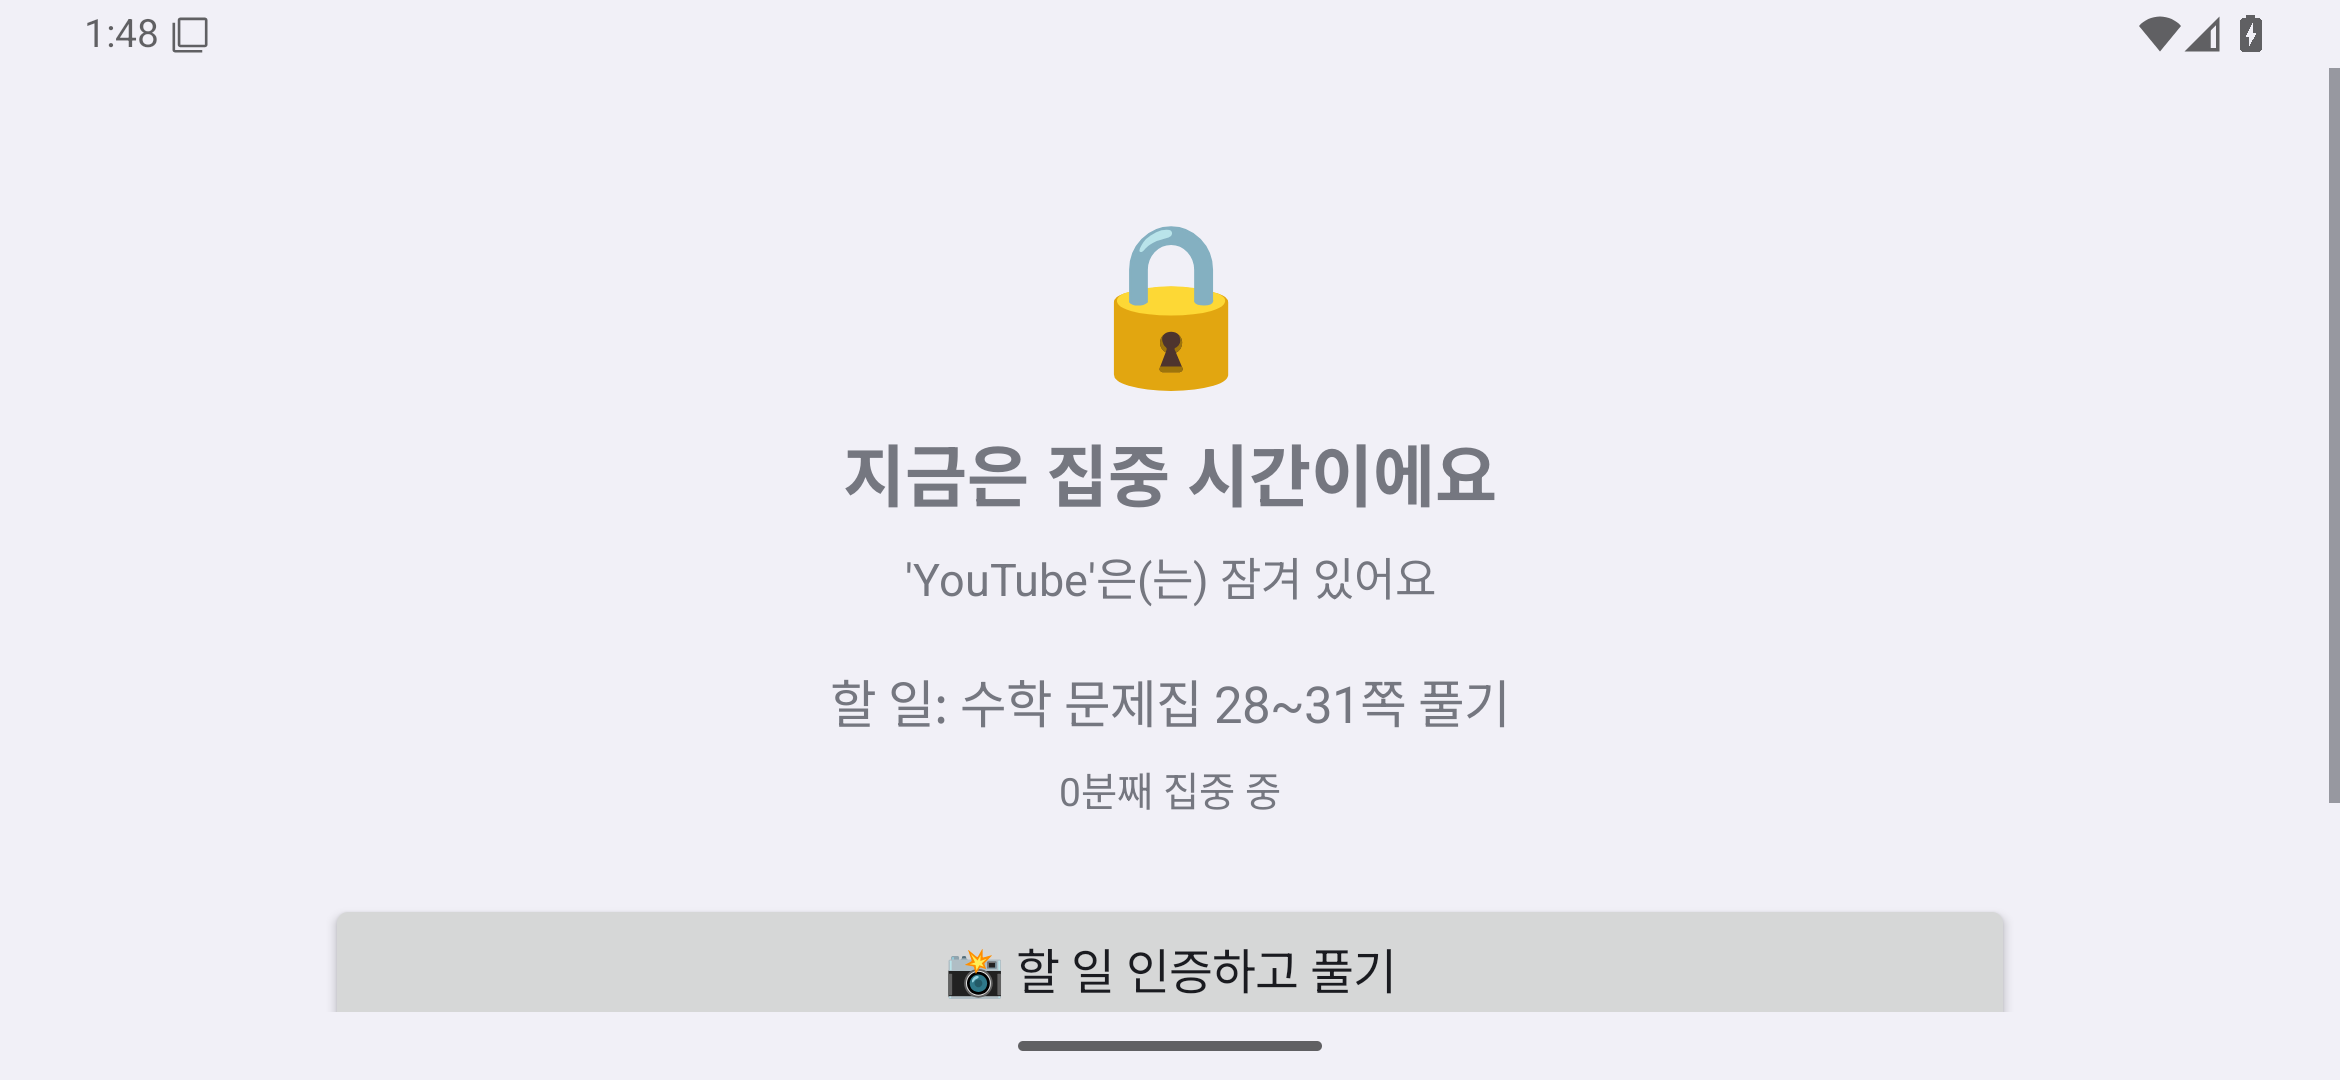 1:48
지금은 집중 시간이에요
'YouTube'은(는) 잠겨 있어요
할 일: 수학 문제집 28~31쪽 풀기
0분째 집중 중
📸 할 일 인증하고 풀기